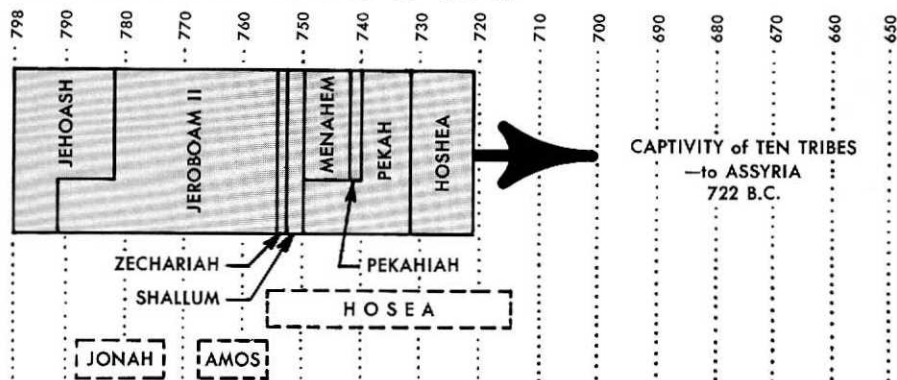 798 790 780 770 760 750 740 730 720 710 700 690 680 670 660 650
JEHOASH
JEROBOAM II
MENAHEM
PEKAH
HOSHEA
CAPTIVITY of TEN TRIBES
—to ASSYRIA
722 B.C.
ZECHARIAH
PEKAHIAH
SHALLUM
HOSEA
JONAH
AMOS